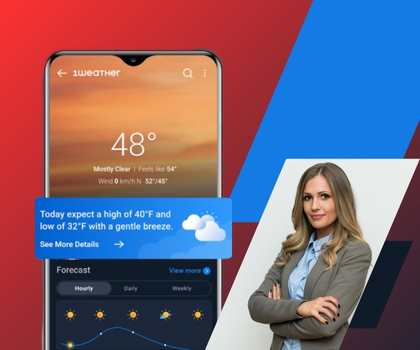 1WEATHER
48°
Mostly Clear | Feels like 54°
Wind 0 km/h N 52°/45°
Today expect a high of 40°F and
low of 32°F with a gentle breeze.
See More Details
Forecast
View more
Hourly
Daily
Weekly